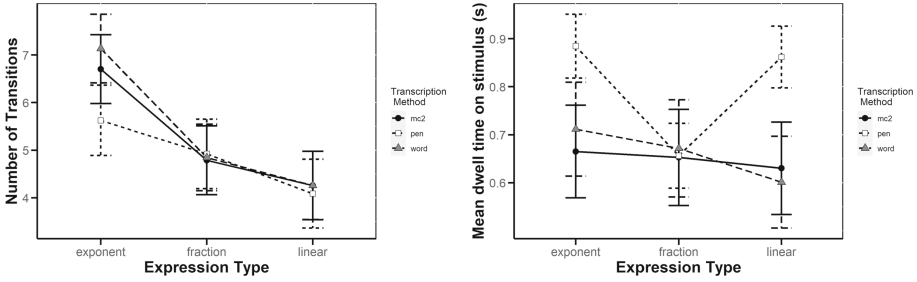 Number of Transitions
7
6
5
4
exponent
fraction
linear
Expression Type
Transcription
Method
mc2
pen
word
Mean dwell time on stimulus (s)
0.9
0.8
0.7
0.6
exponent
fraction
linear
Expression Type
Transcription
Method
mc2
pen
word